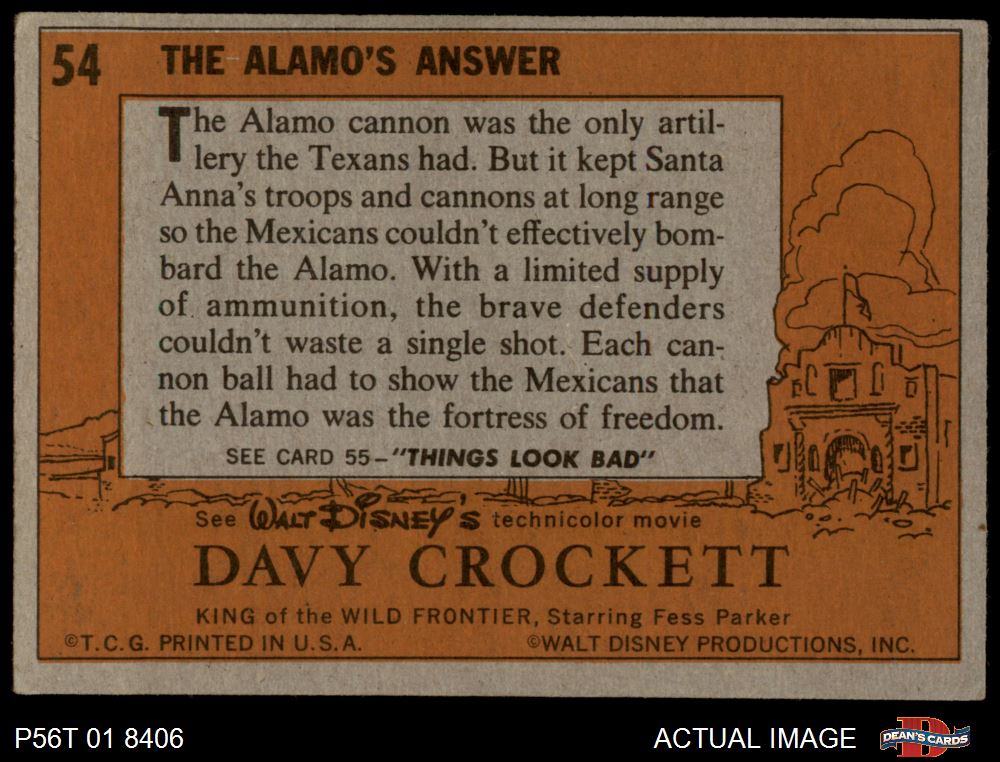 54 THE ALAMO'S ANSWER
The Alamo cannon was the only artil-
lery the Texans had. But it kept Santa
Anna's troops and cannons at long range
so the Mexicans couldn't effectively bom-
bard the Alamo. With a limited supply
of ammunition, the brave defenders
couldn't waste a single shot. Each can-
non ball had to show the Mexicans that
the Alamo was the fortress of freedom.
SEE CARD 55-"THINGS LOOK BAD"
See WALT DISNEY'S technicolor movie
DAVY CROCKETT
KING of the WILD FRONTIER, Starring Fess Parker
©T.C.G. PRINTED IN U.S.A. ©WALT DISNEY PRODUCTIONS, INC.
P56T 01 8406 ACTUAL IMAGE DEAN'S CARDS